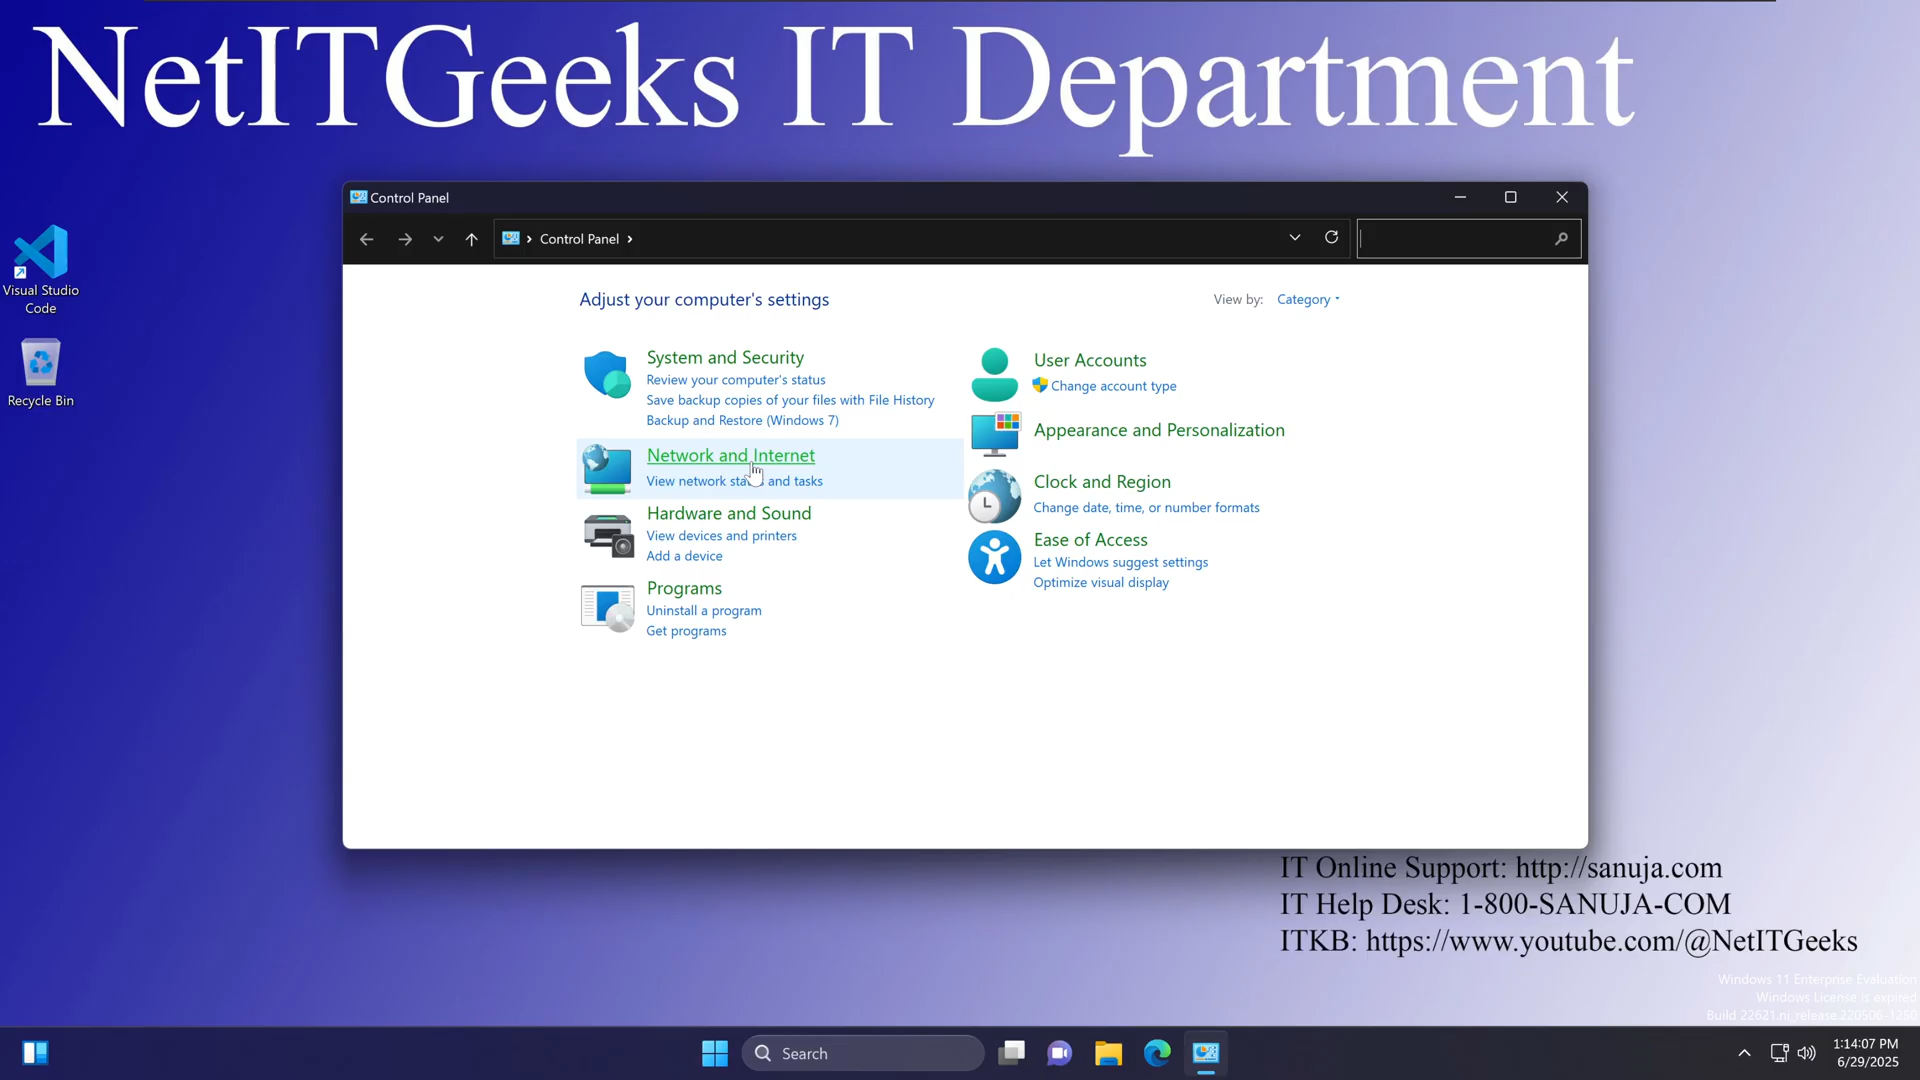 NetITGeeks IT Department
Visual Studio
Code
Recycle Bin
Control Panel
Control Panel
Adjust your computer's settings
View by: Category
System and Security
Review your computer's status
Save backup copies of your files with File History
Backup and Restore (Windows 7)
Network and Internet
View network status and tasks
Hardware and Sound
View devices and printers
Add a device
Programs
Uninstall a program
Get programs
User Accounts
Change account type
Appearance and Personalization
Clock and Region
Change date, time, or number formats
Ease of Access
Let Windows suggest settings
Optimize visual display
IT Online Support: http://sanuja.com
IT Help Desk: 1-800-SANUJA-COM
ITKB: https://www.youtube.com/@NetITGeeks
Windows 11 Enterprise Evaluation
Windows License is expired
Build 22621.ni_release.220506-1250
Search
1:14:07 PM
6/29/2025